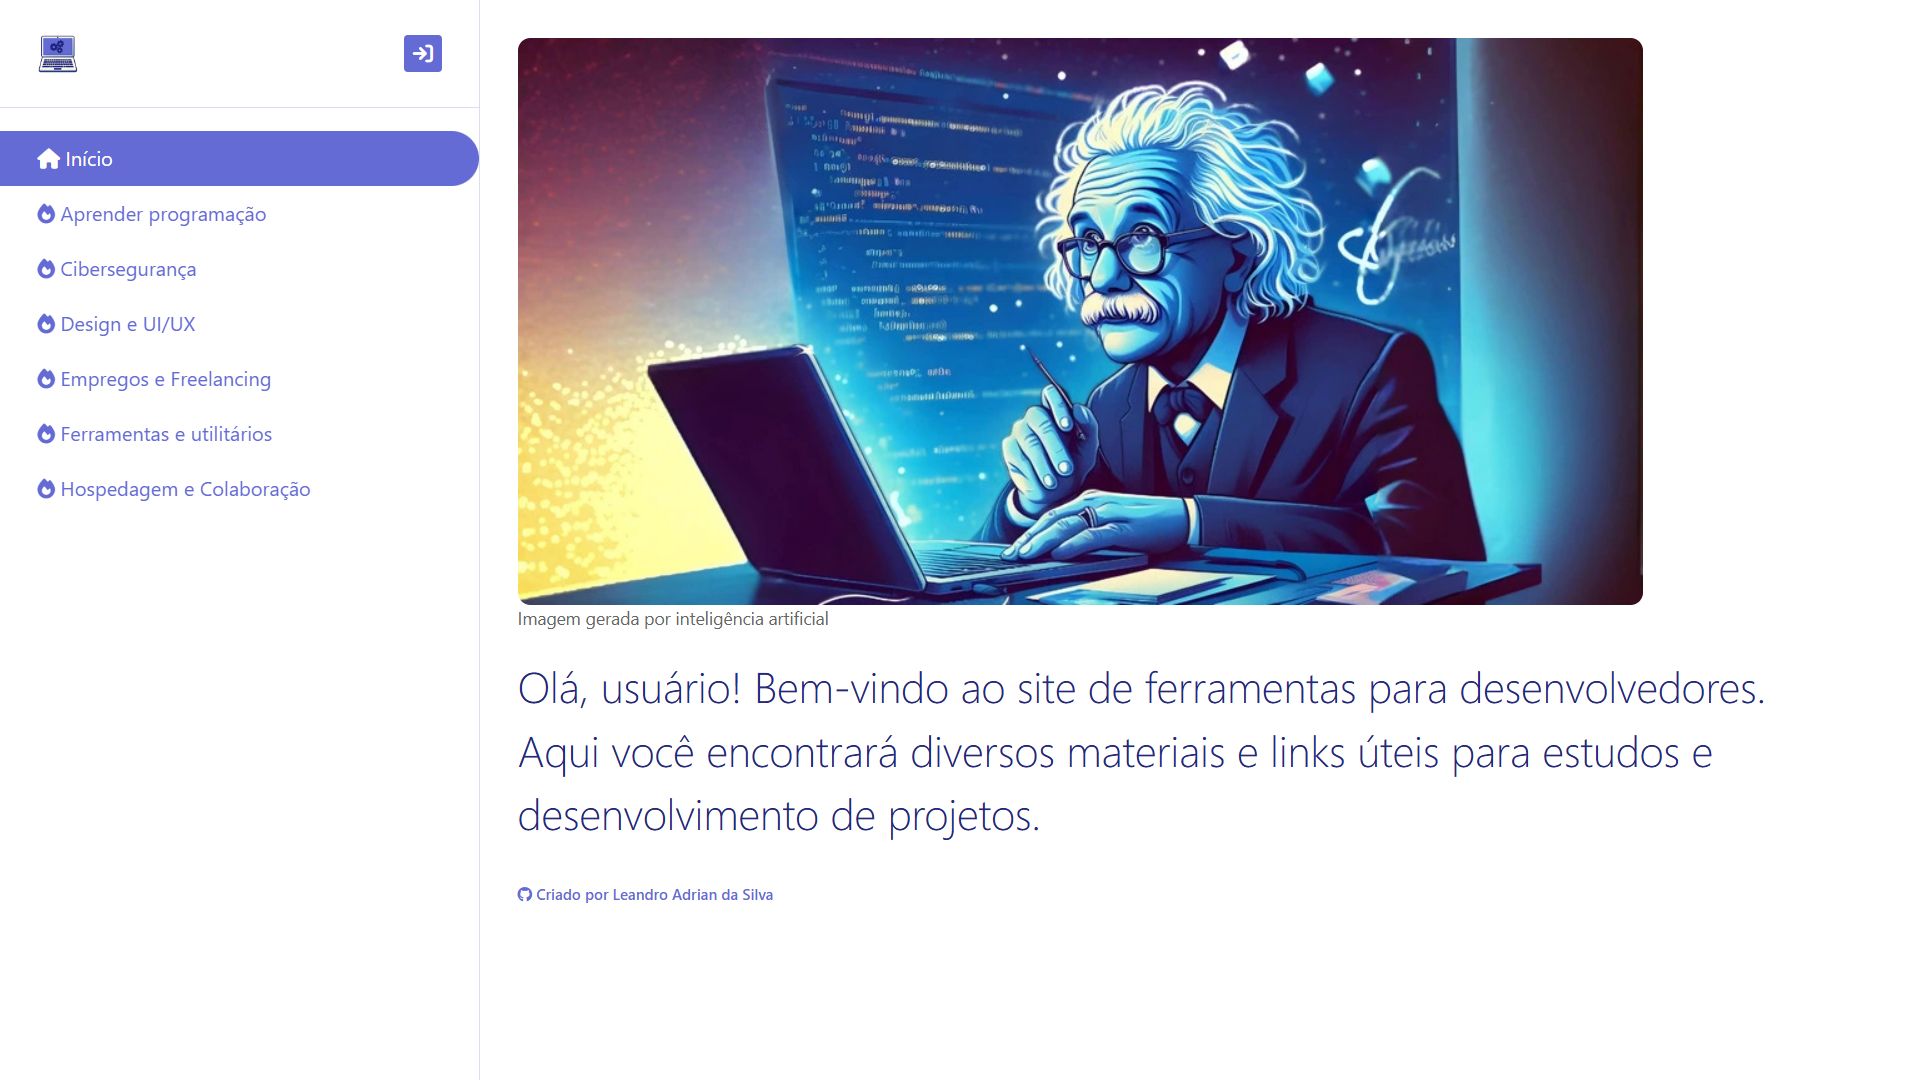 Início
Aprender programação
Cibersegurança
Design e UI/UX
Empregos e Freelancing
Ferramentas e utilitários
Hospedagem e Colaboração
Imagem gerada por inteligência artificial
Olá, usuário! Bem-vindo ao site de ferramentas para desenvolvedores.
Aqui você encontrará diversos materiais e links úteis para estudos e
desenvolvimento de projetos.
Criado por Leandro Adrian da Silva